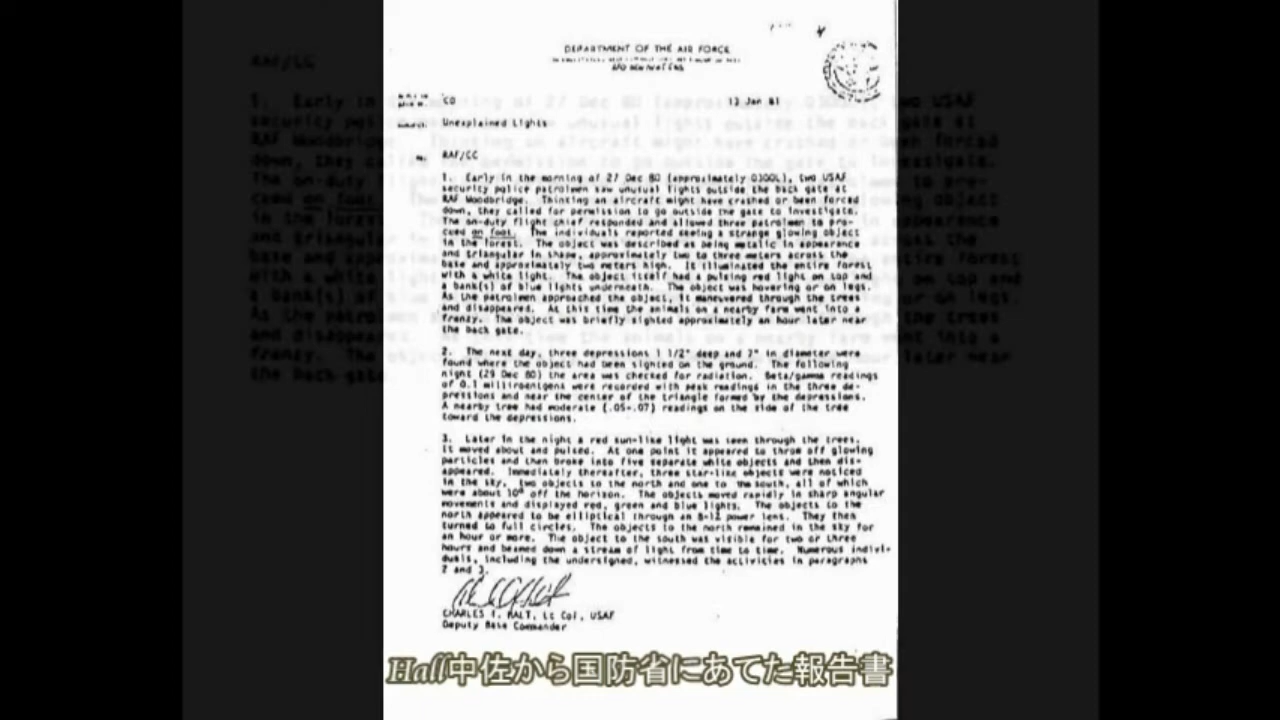 DEPARTMENT OF THE AIR FORCE
CD
13 Jan 81
Unexplained Lights
RAF/CC
1. Early in the morning of 27 Dec 80 (approximately 0300L), two USAF
security police patrolmen saw unusual lights outside the back gate at
RAF Woodbridge. Thinking an aircraft might have crashed or been forced
down, they called for permission to go outside the gate to investigate.
The on-duty flight chief responded and allowed three patrolmen to pro-
ceed on foot. The individuals reported seeing a strange glowing object
in the forest. The object was described as being metalic in appearance
and triangular in shape, approximately two to three meters across the
base and approximately two meters high. It illuminated the entire forest
with a white light. The object itself had a pulsing red light on top and
a bank(s) of blue lights underneath. The object was hovering or on legs.
As the patrolmen approached the object, it maneuvered through the trees
and disappeared. At this time the animals on a nearby farm went into a
frenzy. The object was briefly sighted approximately an hour later near
the back gate.
2. The next day, three depressions 1 1/2" deep and 7" in diameter were
found where the object had been sighted on the ground. The following
night (29 Dec 80) the area was checked for radiation. Beta/gamma readings
of 0.1 milliroentgens were recorded with peak readings in the three de-
pressions and near the center of the triangle formed by the depressions.
A nearby tree had moderate (.05-.07) readings on the side of the tree
toward the depressions.
3. Later in the night a red sun-like light was seen through the trees.
It moved about and pulsed. At one point it appeared to throw off glowing
particles and then broke into five separate white objects and then dis-
appeared. Immediately thereafter, three star-like objects were noticed
in the sky, two objects to the north and one to the south, all of which
were about 10° off the horizon. The objects moved rapidly in sharp angular
movements and displayed red, green and blue lights. The objects to the
north appeared to be elliptical through an 8-12 power lens. They then
turned to full circles. The objects to the north remained in the sky for
an hour or more. The object to the south was visible for two or three
hours and beamed down a stream of light from time to time. Numerous indivi-
duals, including the undersigned, witnessed the activities in paragraphs
2 and 3.
CHARLES I. HALT, Lt Col, USAF
Deputy Base Commander
Hall中佐から国防省にあてた報告書